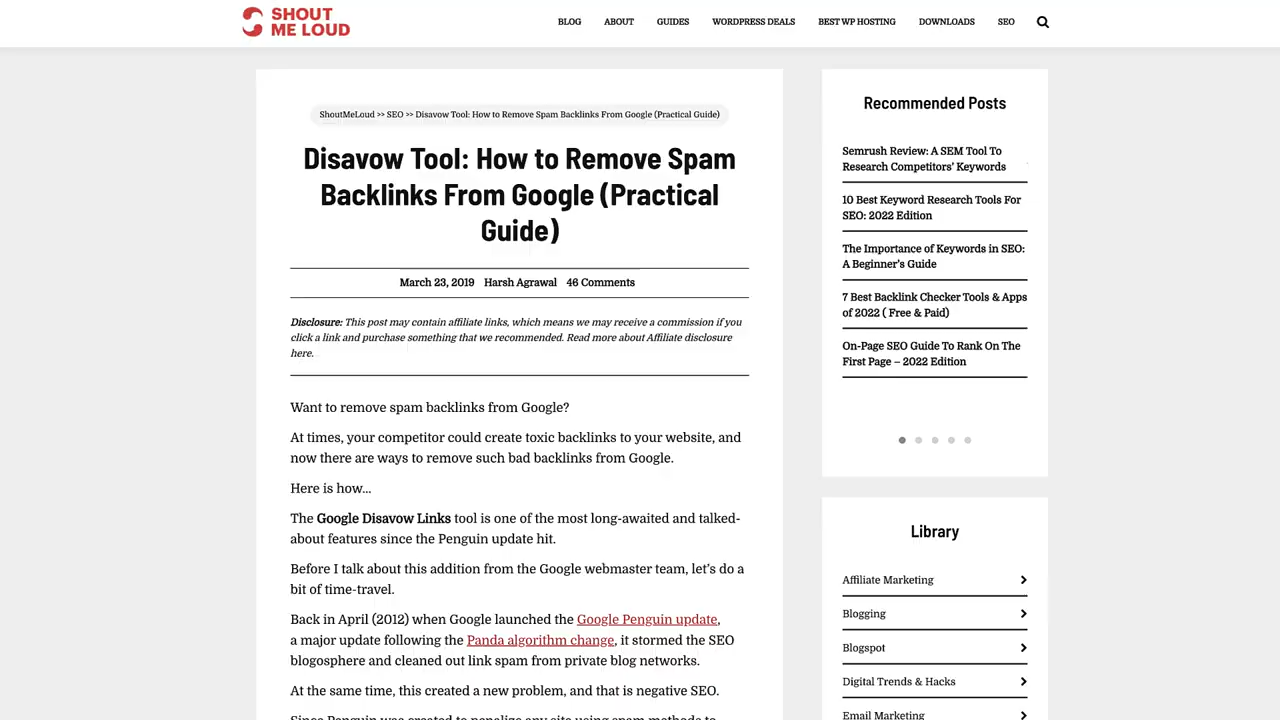 SHOUT
ME LOUD
BLOG ABOUT GUIDES WORDPRESS DEALS BEST WP HOSTING DOWNLOADS SEO
ShoutMeLoud >> SEO >> Disavow Tool: How to Remove Spam Backlinks From Google (Practical Guide)
Disavow Tool: How to Remove Spam
Backlinks From Google (Practical
Guide)
March 23, 2019 Harsh Agrawal 46 Comments
Disclosure: This post may contain affiliate links, which means we may receive a commission if you
click a link and purchase something that we recommended. Read more about Affiliate disclosure
here.
Want to remove spam backlinks from Google?
At times, your competitor could create toxic backlinks to your website, and
now there are ways to remove such bad backlinks from Google.
Here is how...
The Google Disavow Links tool is one of the most long-awaited and talked-
about features since the Penguin update hit.
Before I talk about this addition from the Google webmaster team, let's do a
bit of time-travel.
Back in April (2012) when Google launched the Google Penguin update,
a major update following the Panda algorithm change, it stormed the SEO
blogosphere and cleaned out link spam from private blog networks.
At the same time, this created a new problem, and that is negative SEO.
Since Penguin was created to penalize any site using spam methods to
Recommended Posts
Semrush Review: A SEM Tool To
Research Competitors' Keywords
10 Best Keyword Research Tools For
SEO: 2022 Edition
The Importance of Keywords in SEO:
A Beginner's Guide
7 Best Backlink Checker Tools & Apps
of 2022 ( Free & Paid)
On-Page SEO Guide To Rank On The
First Page – 2022 Edition
Library
Affiliate Marketing
Blogging
Blogspot
Digital Trends & Hacks
Email Marketing